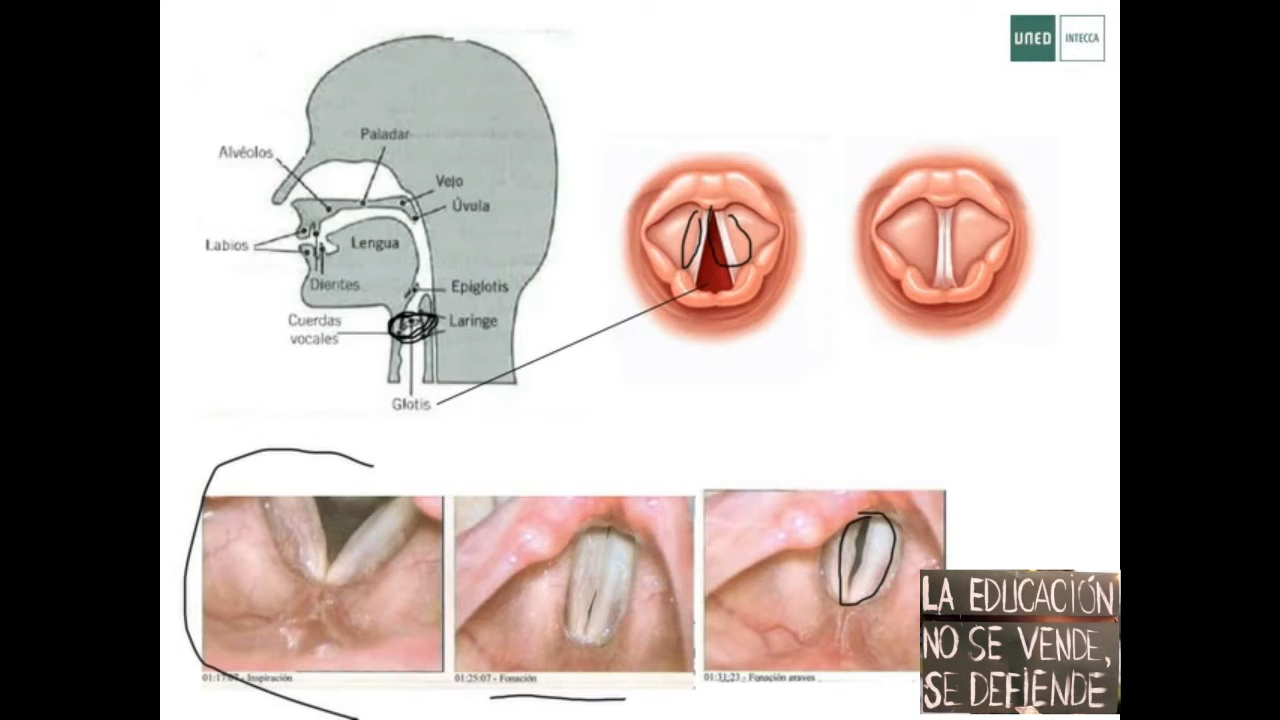 UNED
INTECCA
Paladar
Alvéolos
Velo
Úvula
Labios
Lengua
Dientes
Epiglotis
Cuerdas
vocales
Laringe
Glotis
01:17:07 - Inspiración
01:25:07 - Fonación
01:31:23 - Fonación graves
LA EDUCACIÓN
NO SE VENDE,
SE DEFIENDE